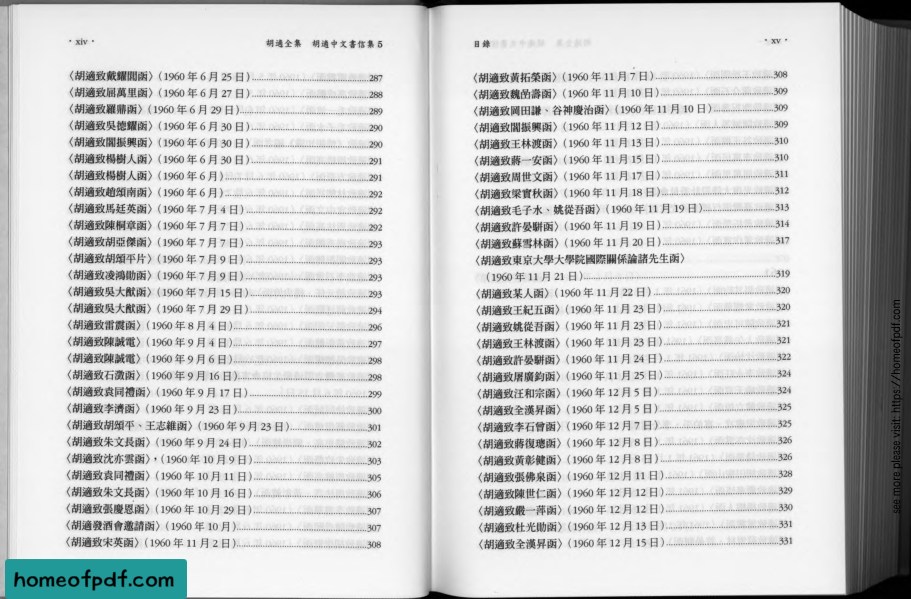 · xiv ·
胡適全集 胡適中文書信集 5
〈胡適致戴耀閭函〉(1960 年 6 月 25 日) 287
〈胡適致屈萬里函〉(1960 年 6 月 27 日) 288
〈胡適致羅鼎函〉(1960 年 6 月 29 日) 289
〈胡適致吳德耀函〉(1960 年 6 月 30 日) 290
〈胡適致閻振興函〉(1960 年 6 月 30 日) 290
〈胡適致楊樹人函〉(1960 年 6 月 30 日) 291
〈胡適致楊樹人函〉(1960 年 6 月) 291
〈胡適致趙頌南函〉(1960 年 6 月) 292
〈胡適致馬廷英函〉(1960 年 7 月 4 日) 292
〈胡適致陳桐章函〉(1960 年 7 月 7 日) 292
〈胡適致胡亞傑函〉(1960 年 7 月 7 日) 293
〈胡適致胡頌平片〉(1960 年 7 月 9 日) 293
〈胡適致凌鴻勛函〉(1960 年 7 月 9 日) 293
〈胡適致吳大猷函〉(1960 年 7 月 15 日) 293
〈胡適致吳大猷函〉(1960 年 7 月 29 日) 294
〈胡適致雷震函〉(1960 年 8 月 4 日) 296
〈胡適致陳誠電〉(1960 年 9 月 4 日) 297
〈胡適致陳誠電〉(1960 年 9 月 6 日) 298
〈胡適致石澂函〉(1960 年 9 月 16 日) 298
〈胡適致袁同禮函〉(1960 年 9 月 17 日) 299
〈胡適致李濟函〉(1960 年 9 月 23 日) 300
〈胡適致胡頌平、王志維函〉(1960 年 9 月 23 日) 301
〈胡適致朱文長函〉(1960 年 9 月 24 日) 302
〈胡適致沈亦雲函〉,(1960 年 10 月 9 日) 303
〈胡適致袁同禮函〉(1960 年 10 月 11 日) 305
〈胡適致朱文長函〉(1960 年 10 月 16 日) 306
〈胡適致張慶恩函〉(1960 年 10 月 29 日) 307
〈胡適發酒會邀請函〉(1960 年 10 月) 307
〈胡適致宋英函〉(1960 年 11 月 2 日) 308
目錄
· xv ·
〈胡適致黃拓榮函〉(1960 年 11 月 7 日) 308
〈胡適致魏嵒壽函〉(1960 年 11 月 10 日) 309
〈胡適致岡田謙、谷神慶治函〉(1960 年 11 月 10 日) 309
〈胡適致閻振興函〉(1960 年 11 月 12 日) 309
〈胡適致王林渡函〉(1960 年 11 月 13 日) 310
〈胡適致蔣一安函〉(1960 年 11 月 15 日) 310
〈胡適致周世文函〉(1960 年 11 月 17 日) 311
〈胡適致梁實秋函〉(1960 年 11 月 18 日) 312
〈胡適致毛子水、姚從吾函〉(1960 年 11 月 19 日) 313
〈胡適致許晏駢函〉(1960 年 11 月 19 日) 314
〈胡適致蘇雪林函〉(1960 年 11 月 20 日) 317
〈胡適致東京大學大學院國際關係論諸先生函〉
(1960 年 11 月 21 日) 319
〈胡適致某人函〉(1960 年 11 月 22 日) 320
〈胡適致王紀五函〉(1960 年 11 月 23 日) 320
〈胡適致姚從吾函〉(1960 年 11 月 23 日) 321
〈胡適致王林渡函〉(1960 年 11 月 23 日) 321
〈胡適致許晏駢函〉(1960 年 11 月 24 日) 322
〈胡適致屠廣鈞函〉(1960 年 11 月 25 日) 324
〈胡適致汪和宗函〉(1960 年 12 月 5 日) 324
〈胡適致全漢昇函〉(1960 年 12 月 5 日) 325
〈胡適致李石曾函〉(1960 年 12 月 7 日) 325
〈胡適致蔣復璁函〉(1960 年 12 月 8 日) 326
〈胡適致黃彰健函〉(1960 年 12 月 8 日) 326
〈胡適致張佛泉函〉(1960 年 12 月 11 日) 328
〈胡適致陳世仁函〉(1960 年 12 月 12 日) 329
〈胡適致嚴一萍函〉(1960 年 12 月 12 日) 330
〈胡適致杜光勛函〉(1960 年 12 月 13 日) 331
〈胡適致全漢昇函〉(1960 年 12 月 15 日) 331
see more please visit: https://homeofpdf.com
homeofpdf.com